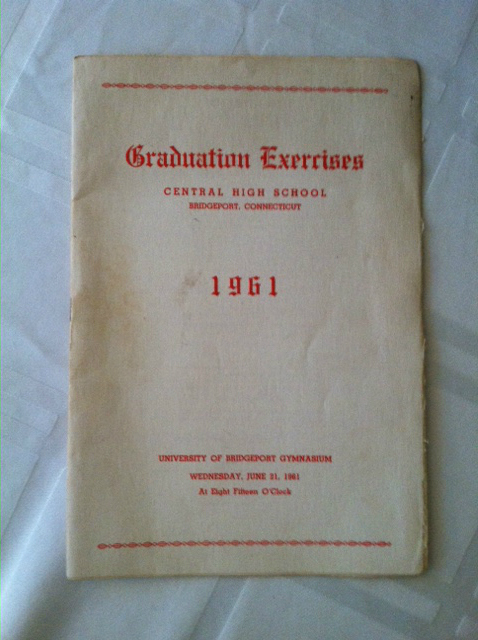 Graduation Exercises
CENTRAL HIGH SCHOOL
BRIDGEPORT, CONNECTICUT
1961
UNIVERSITY OF BRIDGEPORT GYMNASIUM
WEDNESDAY, JUNE 21, 1961
At Eight Fifteen O'Clock